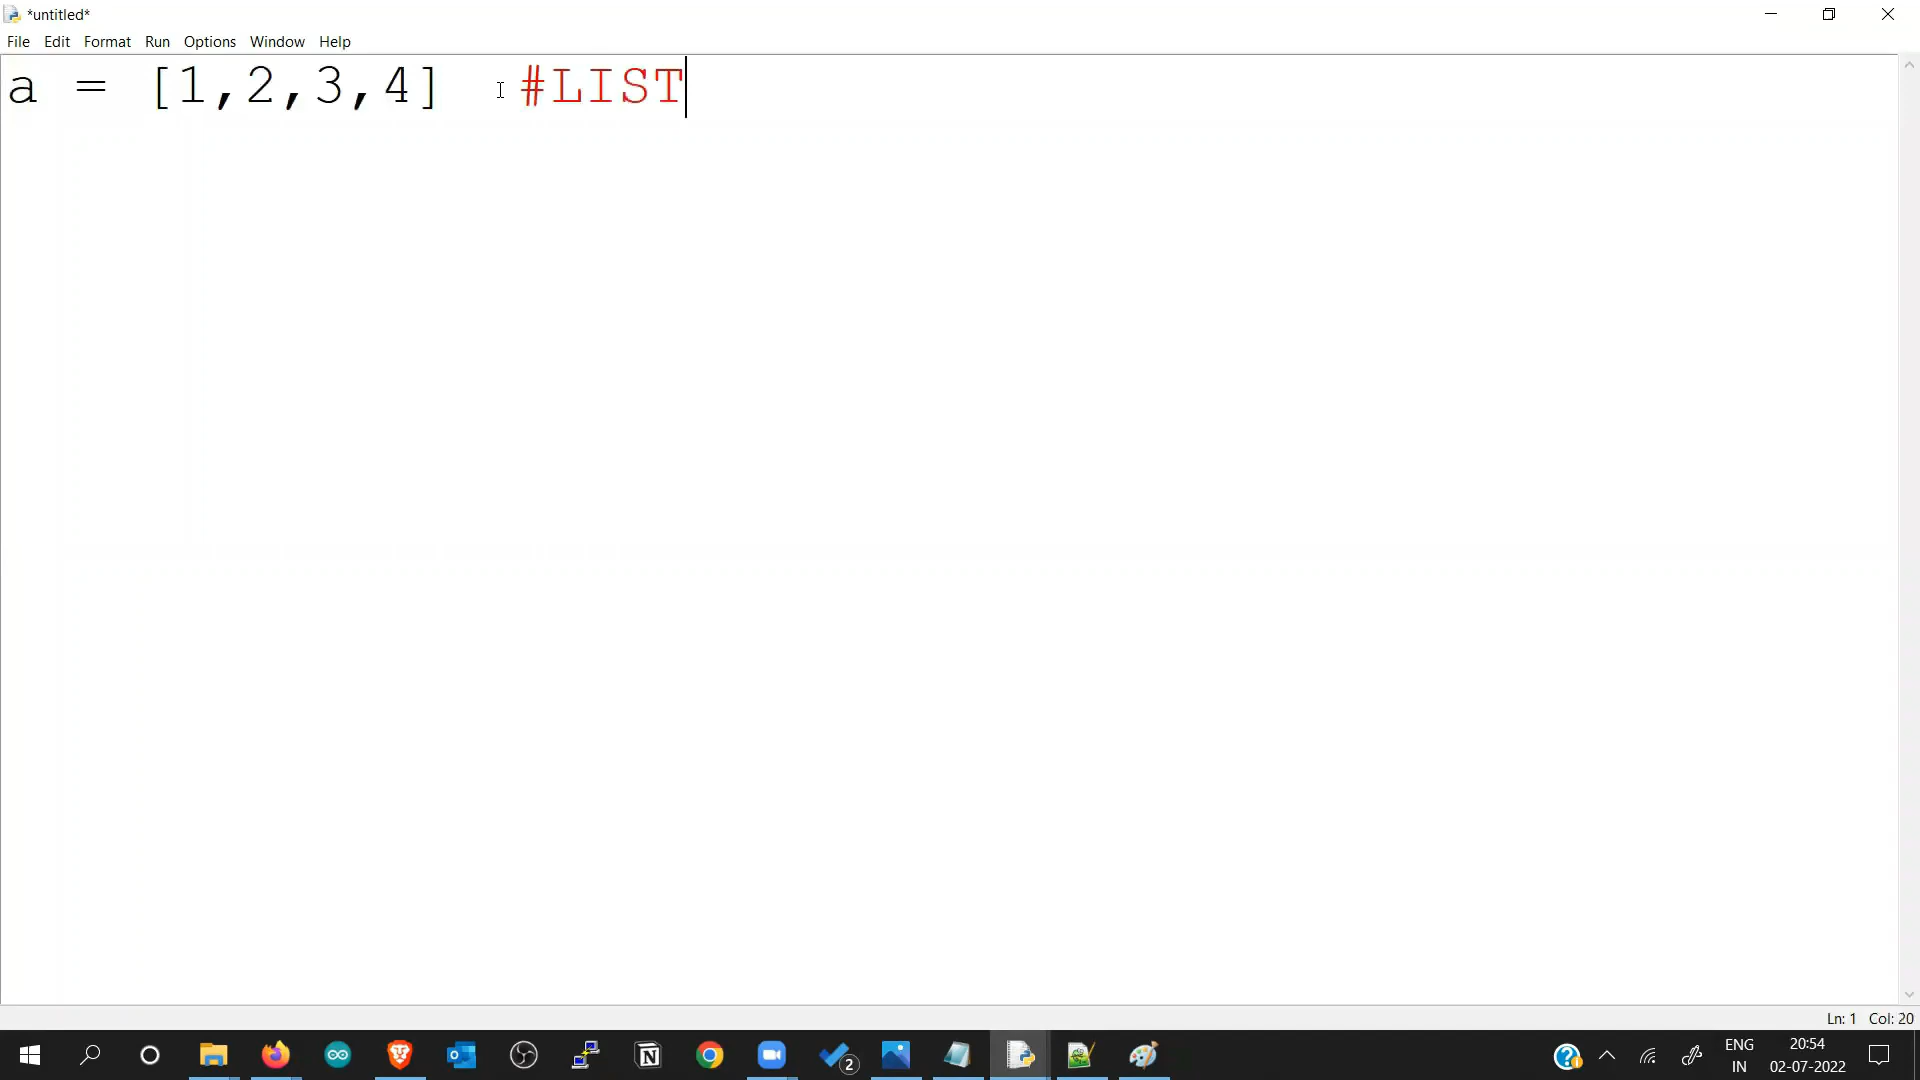 *untitled*
File Edit Format Run Options Window Help
a = [1,2,3,4] #LIST
Ln: 1 Col: 20
2
ENG
IN
20:54
02-07-2022